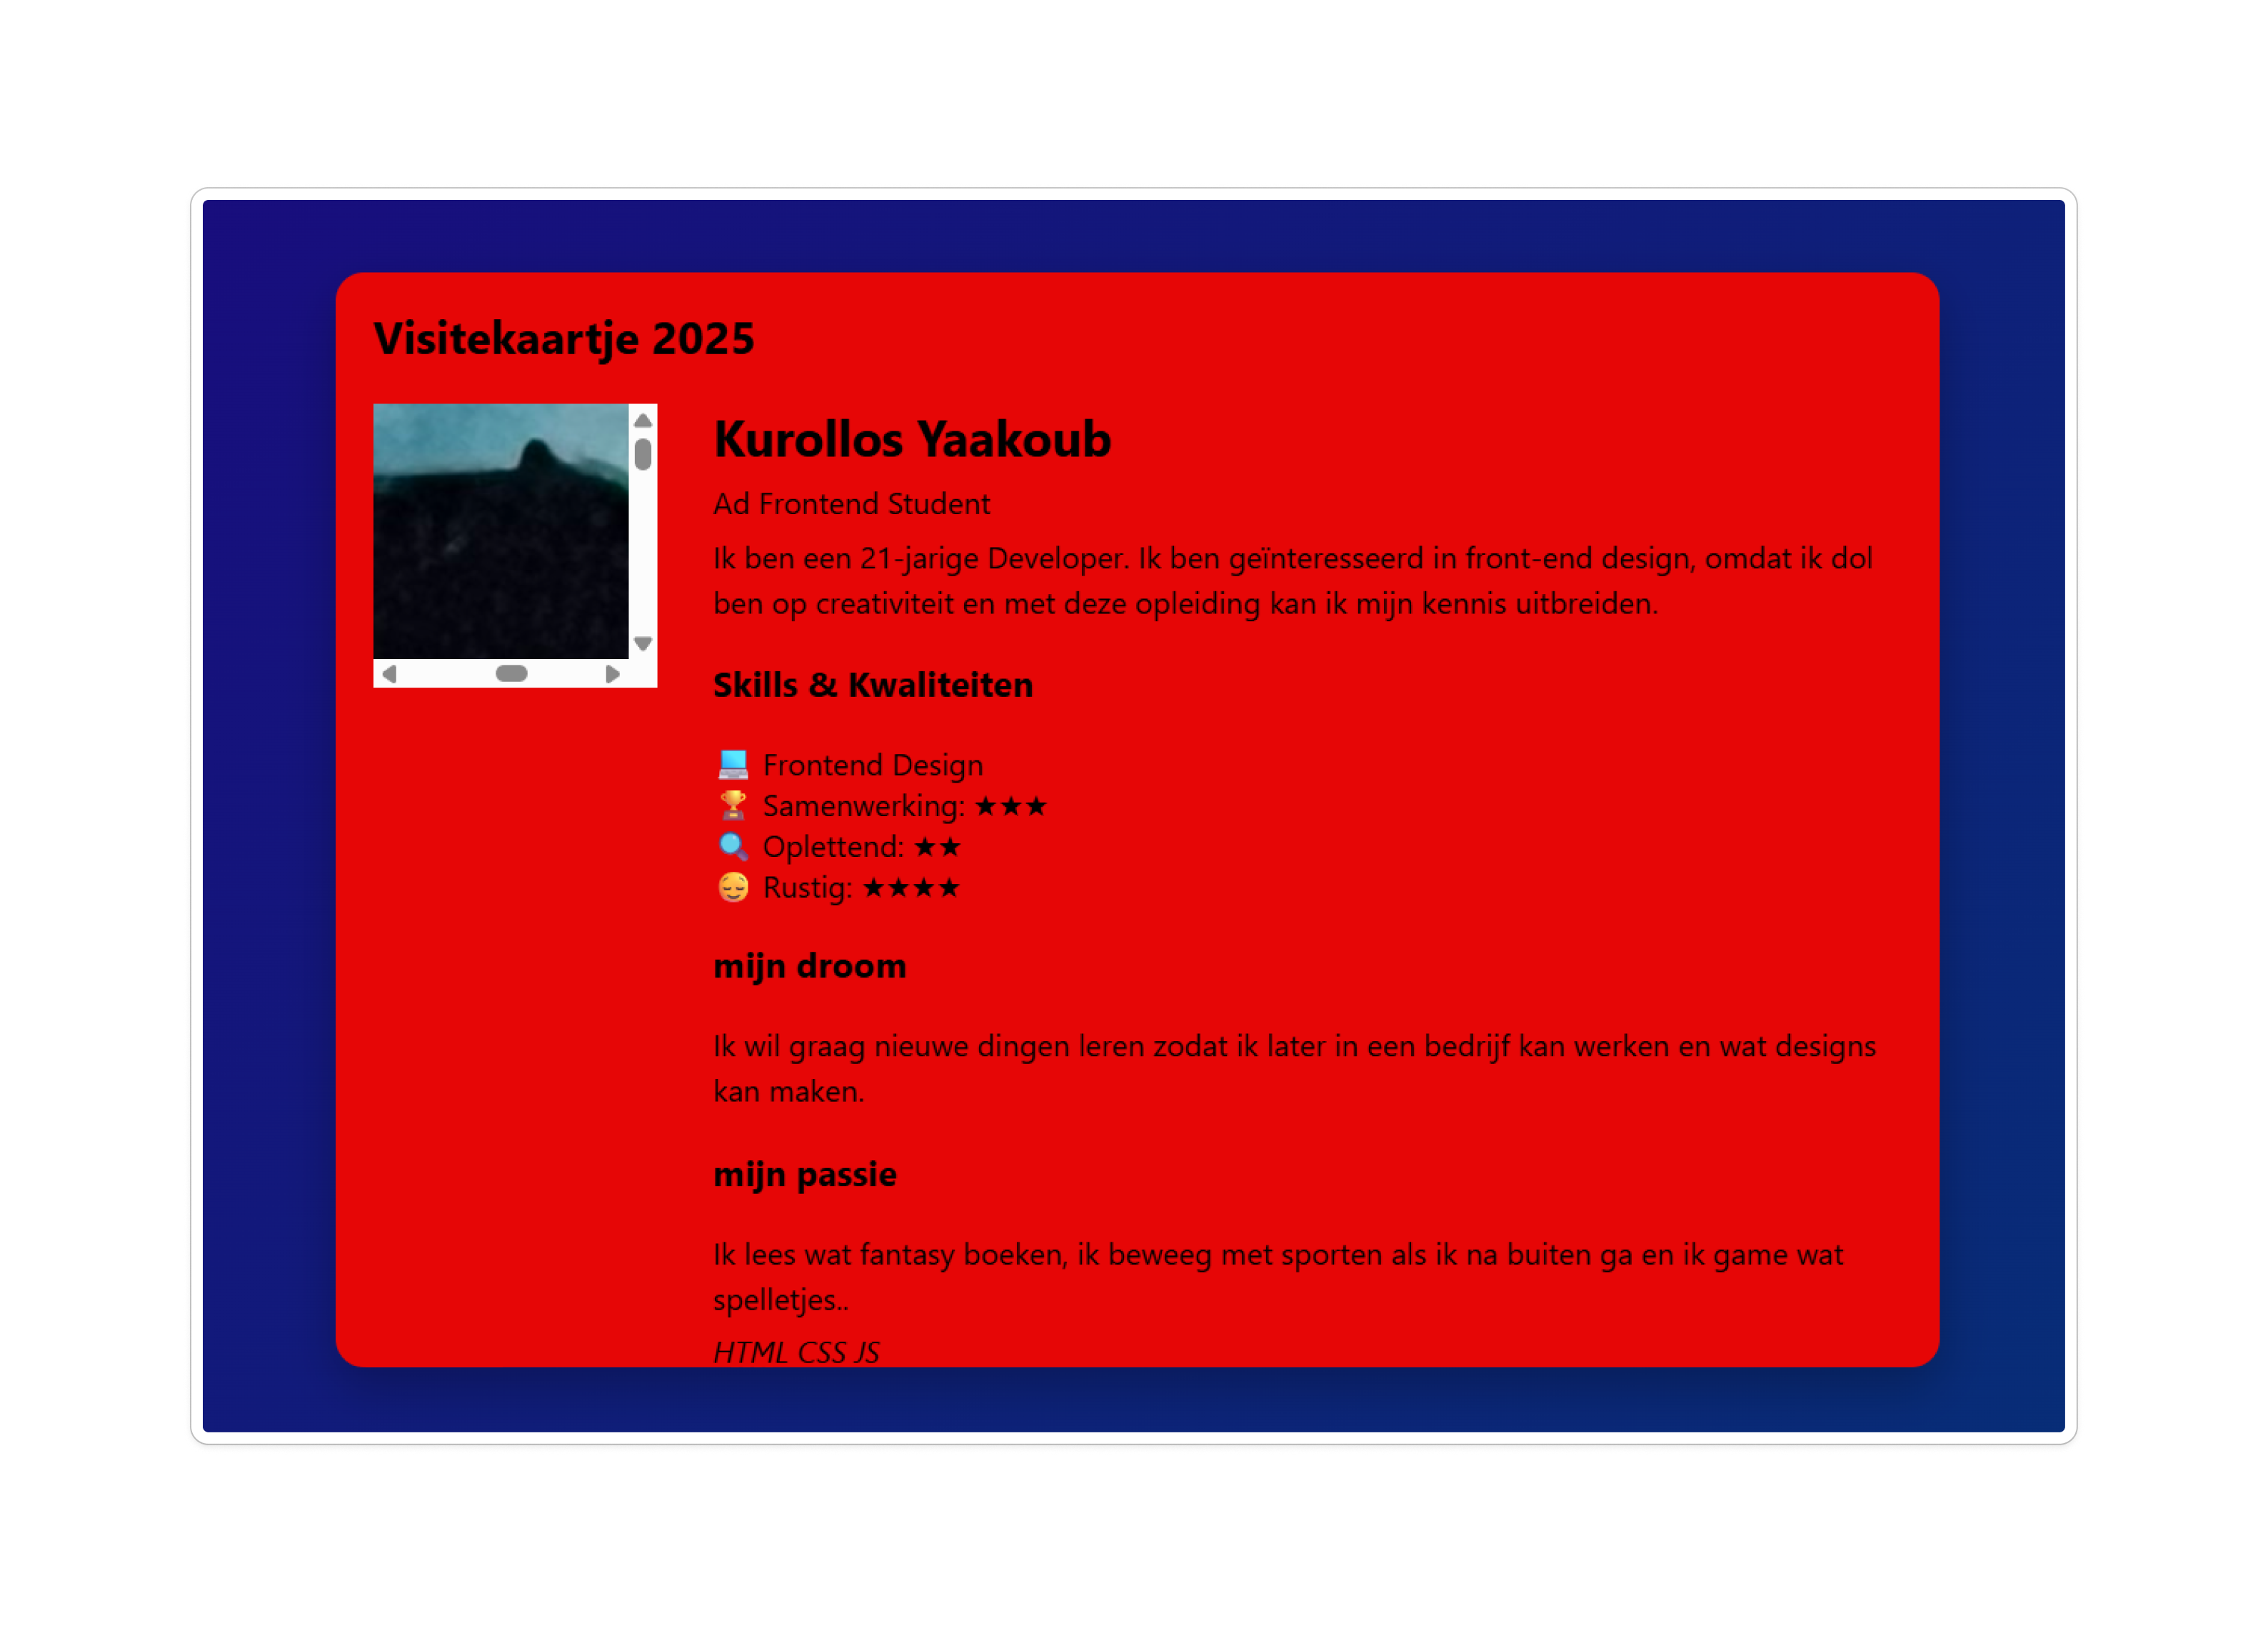 Visitekaartje 2025
Kurollos Yaakoub
Ad Frontend Student
Ik ben een 21-jarige Developer. Ik ben geïnteresseerd in front-end design, omdat ik dol
ben op creativiteit en met deze opleiding kan ik mijn kennis uitbreiden.
Skills & Kwaliteiten
💻 Frontend Design
🏆 Samenwerking: ★★★
🔍 Oplettend: ★★
😌 Rustig: ★★★★
mijn droom
Ik wil graag nieuwe dingen leren zodat ik later in een bedrijf kan werken en wat designs
kan maken.
mijn passie
Ik lees wat fantasy boeken, ik beweeg met sporten als ik na buiten ga en ik game wat
spelletjes..
HTML CSS JS